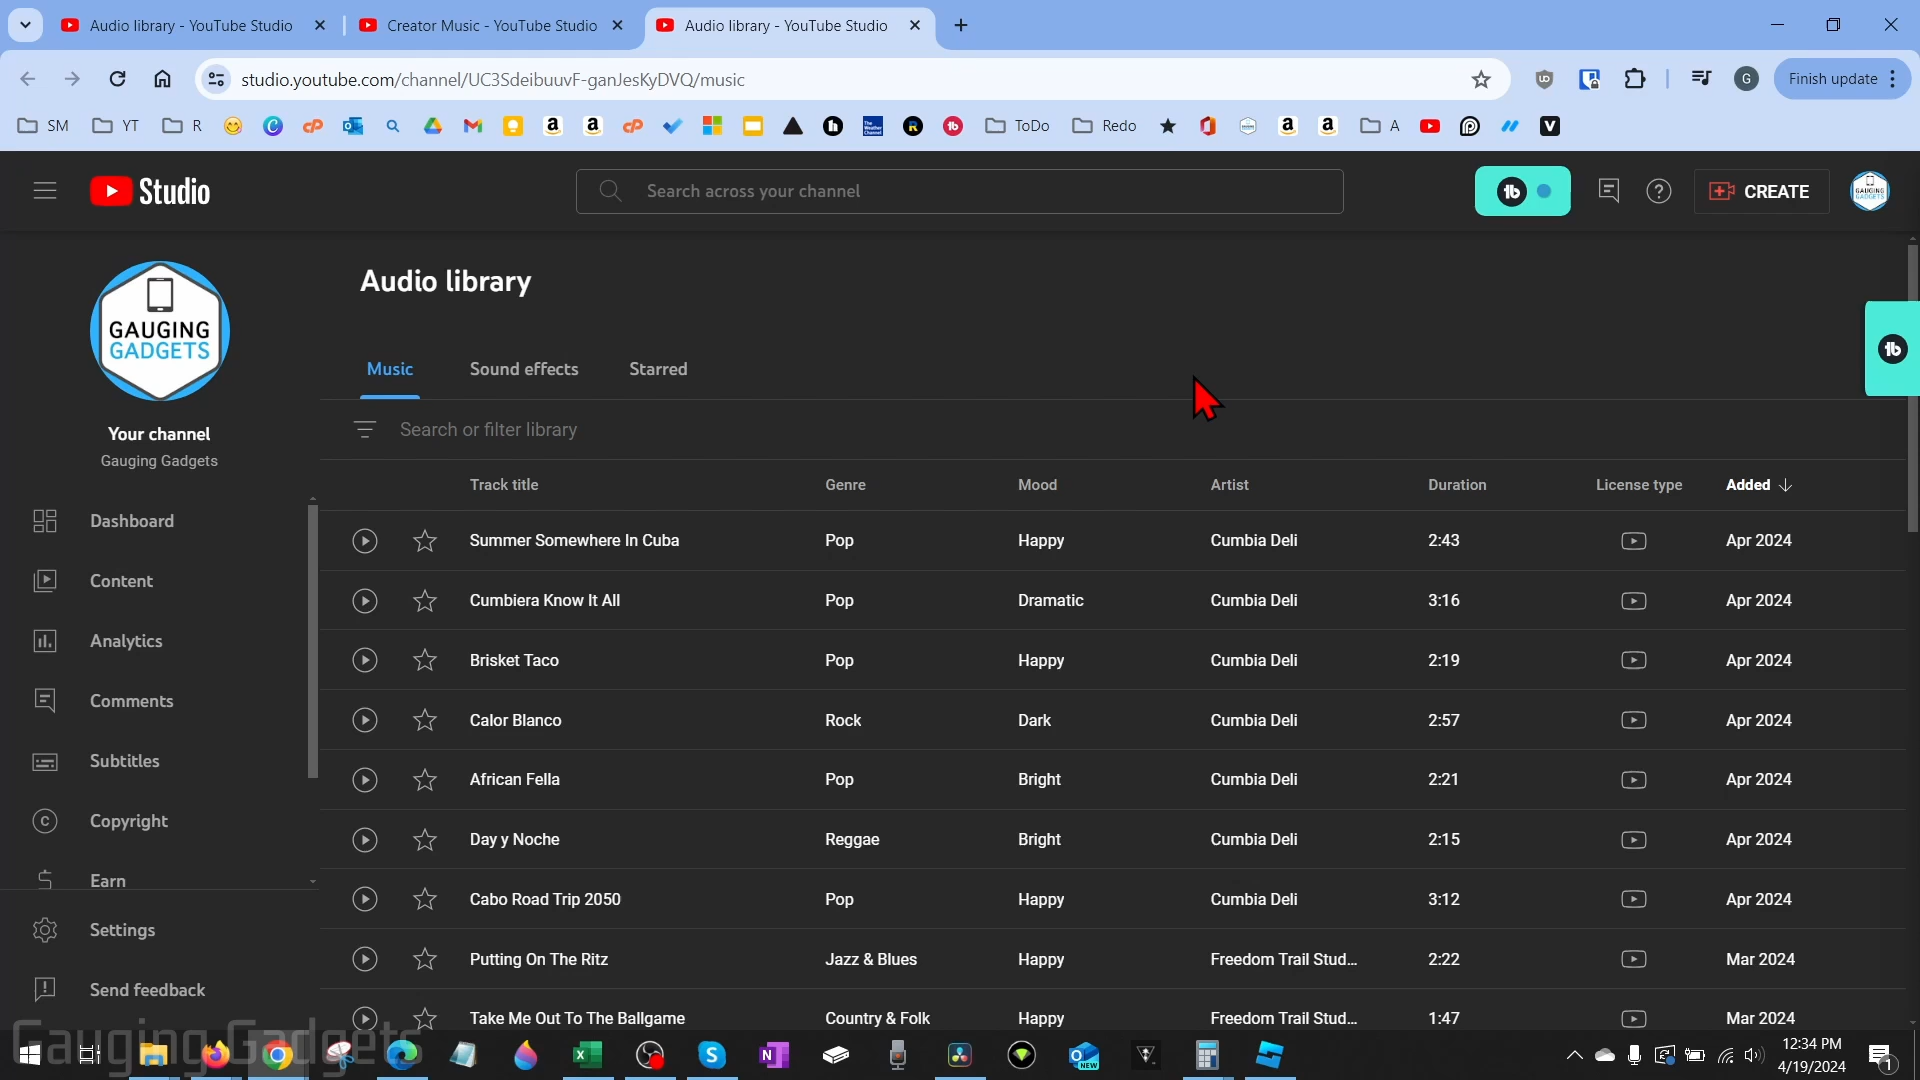 Audio library - YouTube Studio
Creator Music - YouTube Studio
Audio library - YouTube Studio
studio.youtube.com/channel/UC3SdeibuuvF-ganJesKyDVQ/music
G
Finish update
SM
YT
R
ToDo
Redo
A
Studio
Search across your channel
CREATE
GAUGING
GADGETS
Your channel
Gauging Gadgets
Dashboard
Content
Analytics
Comments
Subtitles
Copyright
Earn
Settings
Send feedback
Audio library
Music Sound effects Starred
Search or filter library
Track title Genre Mood Artist Duration License type Added
Summer Somewhere In Cuba Pop Happy Cumbia Deli 2:43 Apr 2024
Cumbiera Know It All Pop Dramatic Cumbia Deli 3:16 Apr 2024
Brisket Taco Pop Happy Cumbia Deli 2:19 Apr 2024
Calor Blanco Rock Dark Cumbia Deli 2:57 Apr 2024
African Fella Pop Bright Cumbia Deli 2:21 Apr 2024
Day y Noche Reggae Bright Cumbia Deli 2:15 Apr 2024
Cabo Road Trip 2050 Pop Happy Cumbia Deli 3:12 Apr 2024
Putting On The Ritz Jazz & Blues Happy Freedom Trail Stud... 2:22 Mar 2024
Take Me Out To The Ballgame Country & Folk Happy Freedom Trail Stud... 1:47 Mar 2024
Gauging Gadgets
12:34 PM
4/19/2024
1